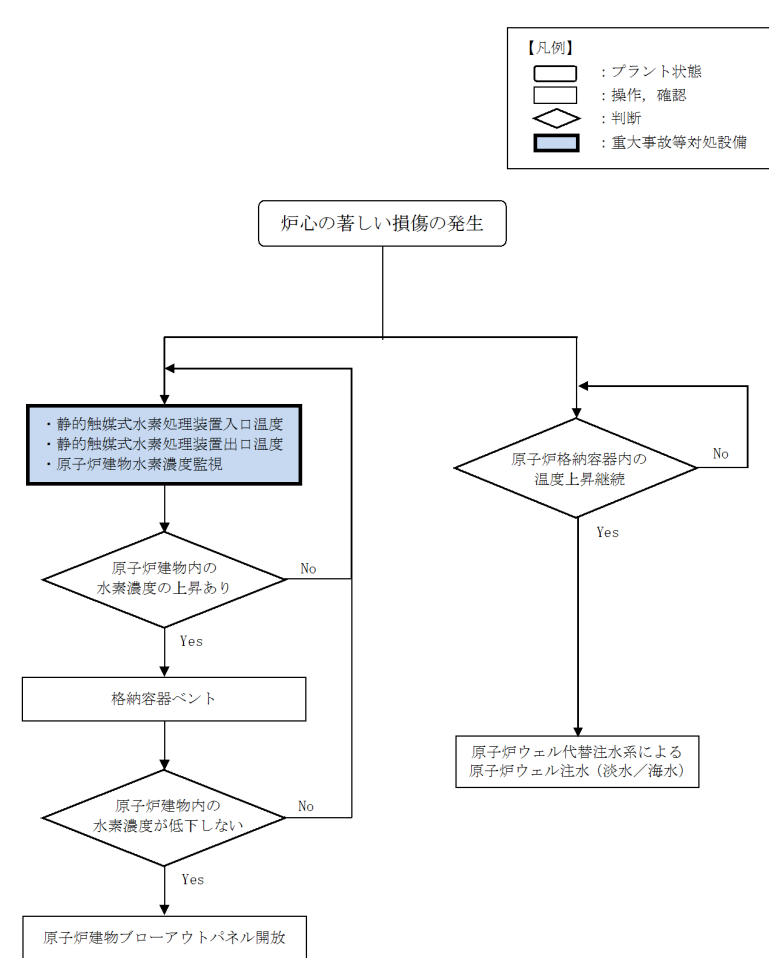 【凡例】
：プラント状態
：操作，確認
：判断
：重大事故等対処設備
炉心の著しい損傷の発生
・静的触媒式水素処理装置入口温度
・静的触媒式水素処理装置出口温度
・原子炉建物水素濃度監視
原子炉建物内の
水素濃度の上昇あり
No
Yes
格納容器ベント
原子炉建物内の
水素濃度が低下しない
No
Yes
原子炉建物ブローアウトパネル開放
原子炉格納容器内の
温度上昇継続
No
Yes
原子炉ウェル代替注水系による
原子炉ウェル注水（淡水／海水）